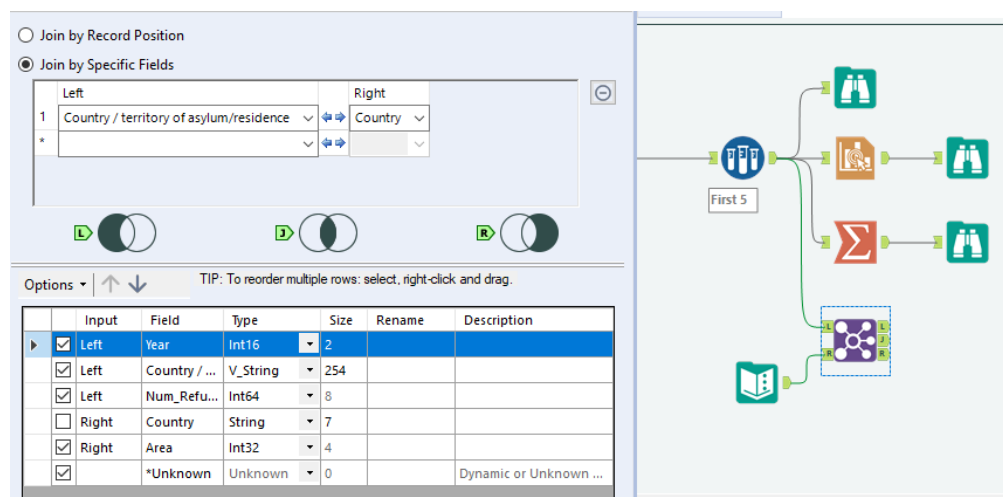 Join by Record Position
Join by Specific Fields
Left Right
1 Country / territory of asylum/residence Country
*
L J R
Options TIP: To reorder multiple rows: select, right-click and drag.
Input Field Type Size Rename Description
Left Year Int16 2
Left Country / ... V_String 254
Left Num_Refu... Int64 8
Right Country String 7
Right Area Int32 4
*Unknown Unknown 0 Dynamic or Unknown ...
First 5
L L
J
R R